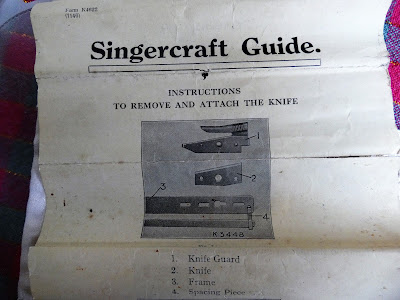 Form K4622
(1140)
Singercraft Guide.
INSTRUCTIONS
TO REMOVE AND ATTACH THE KNIFE
1
2
3
4
K3448
1. Knife Guard
2. Knife
3. Frame
4. Spacing Piece